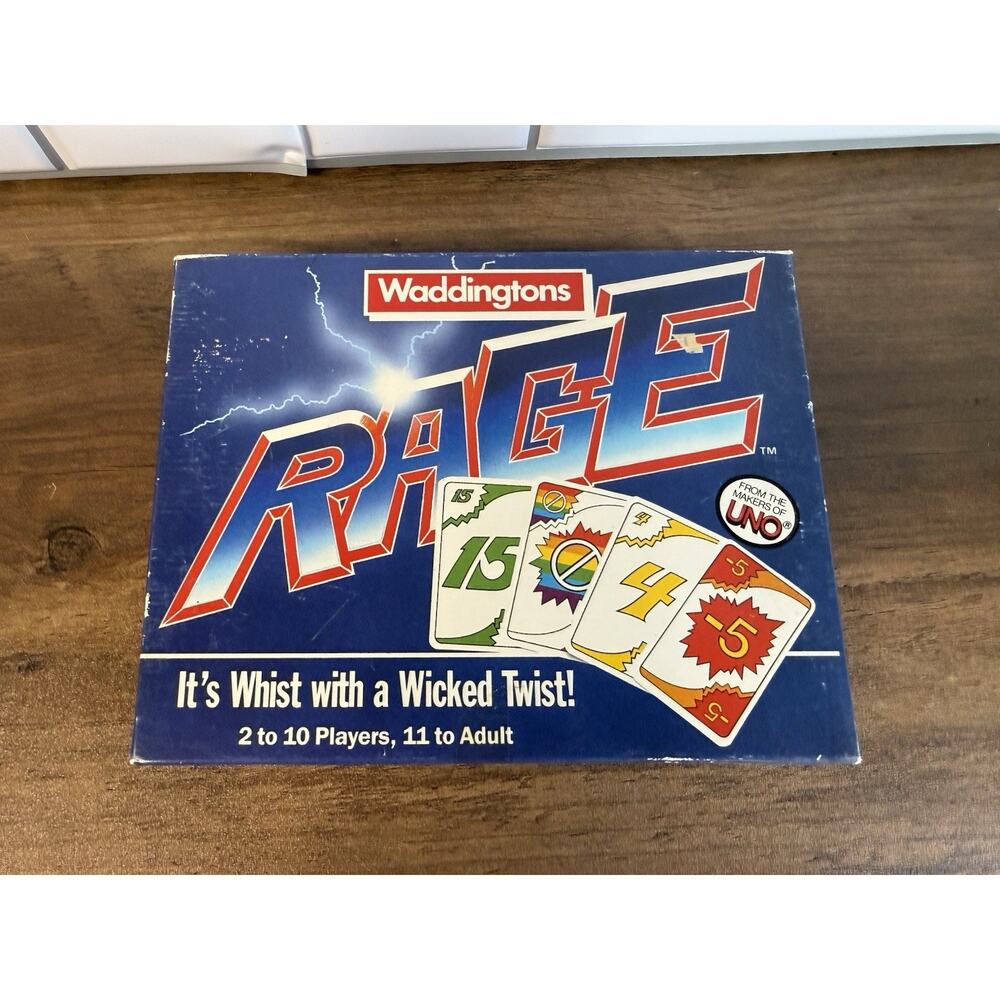 Waddingtons
RAGE
TM
FROM THE
MAKERS OF
UNO®
15
15
4
4
-5
-5
-5
It's Whist with a Wicked Twist!
2 to 10 Players, 11 to Adult